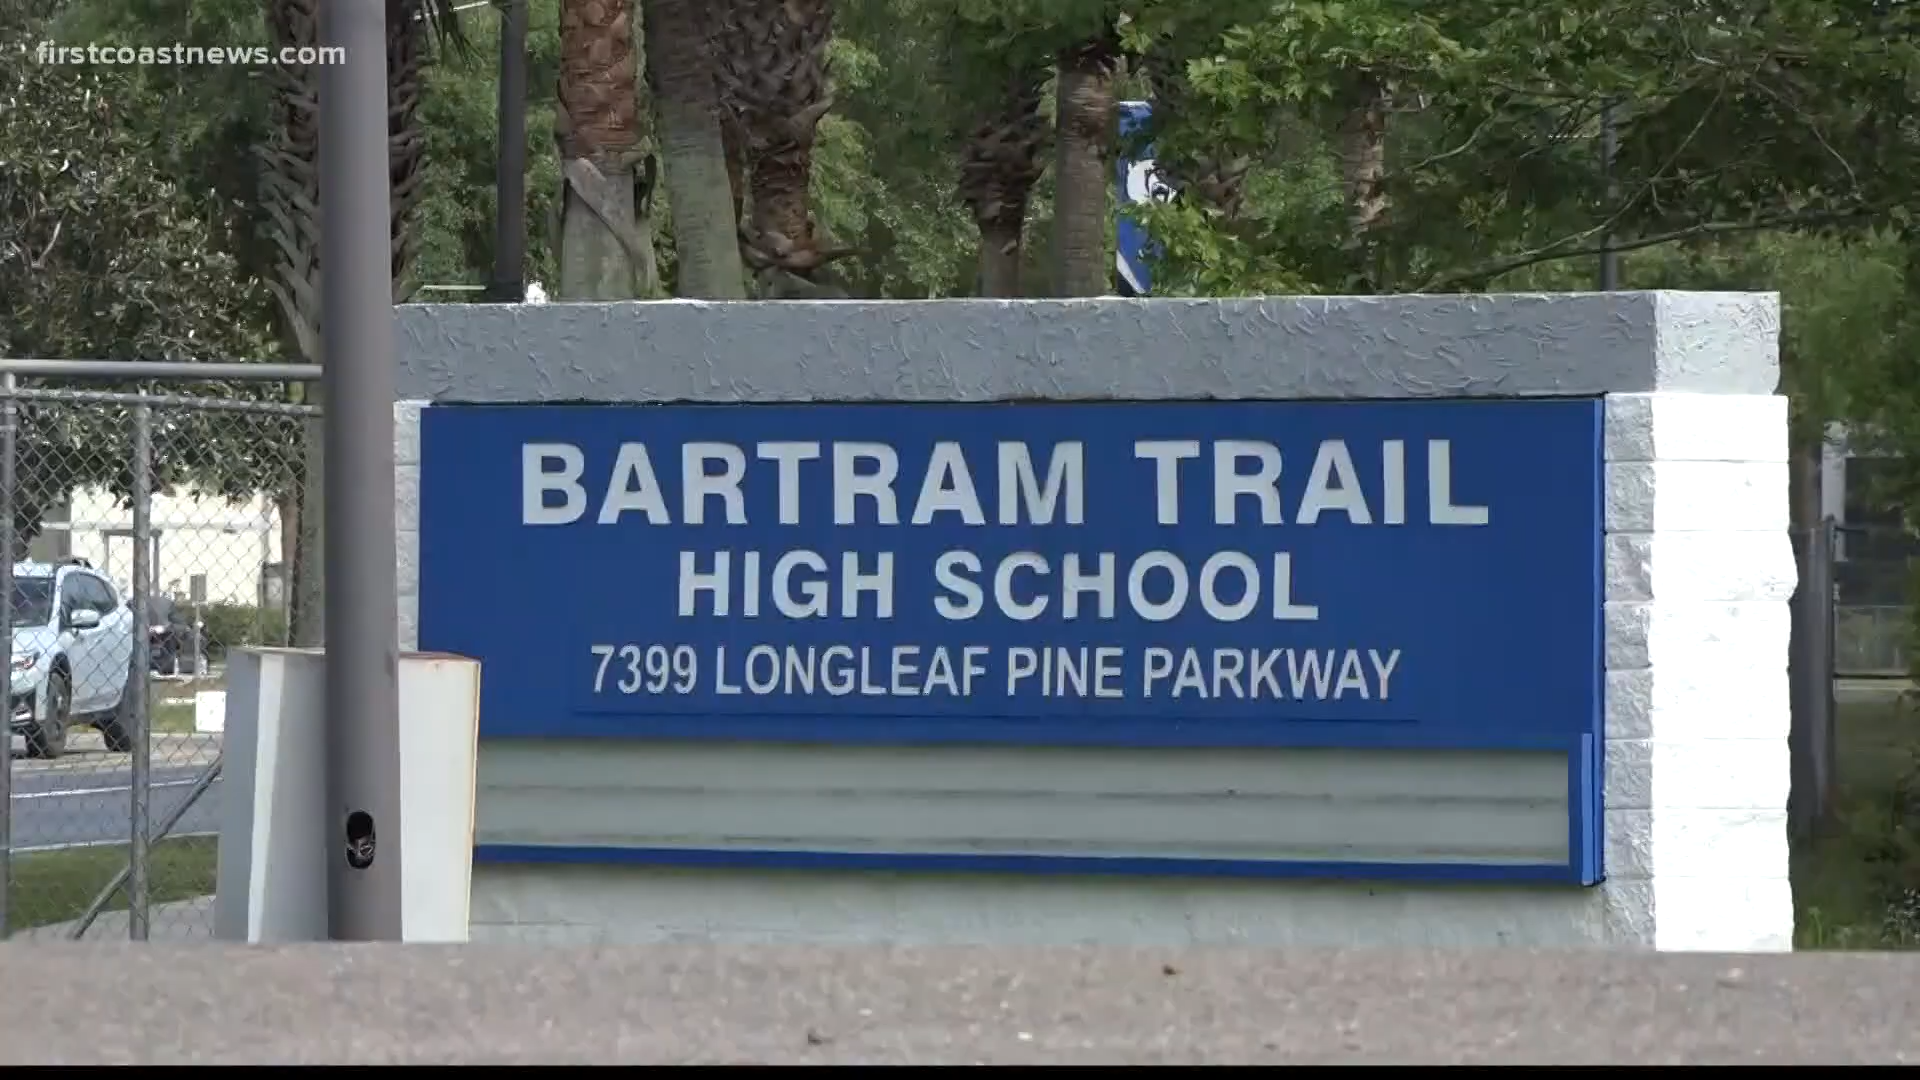 firstcoastnews.com
BARTRAM TRAIL
HIGH SCHOOL
7399 LONGLEAF PINE PARKWAY